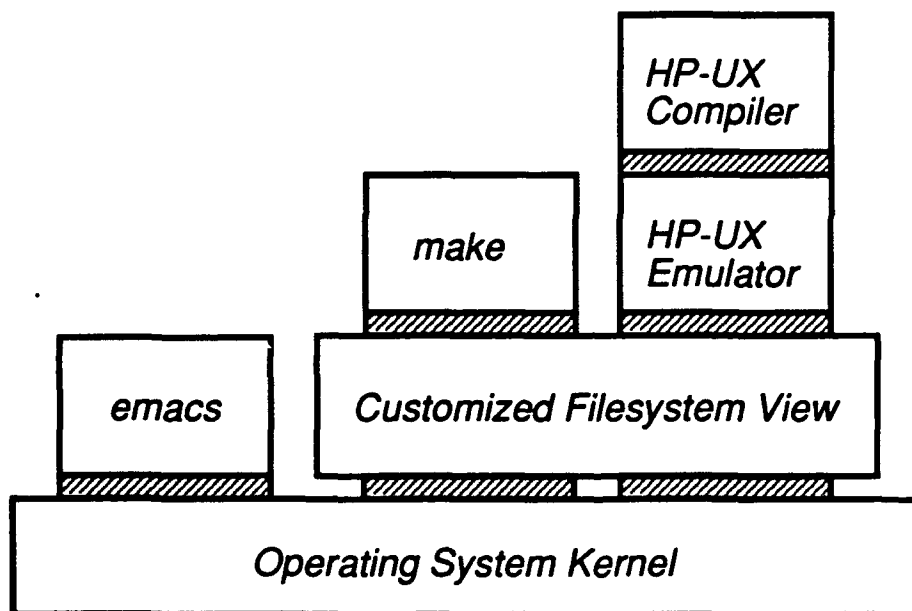 HP-UX
Compiler
make
HP-UX
Emulator
emacs
Customized Filesystem View
Operating System Kernel